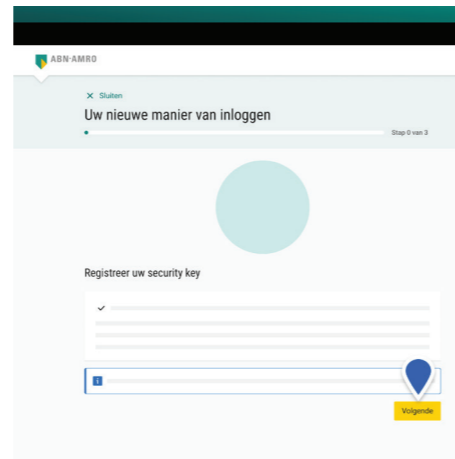 ABN·AMRO
Sluiten
Uw nieuwe manier van inloggen
Stap 0 van 3
Registreer uw security key
i
Volgende